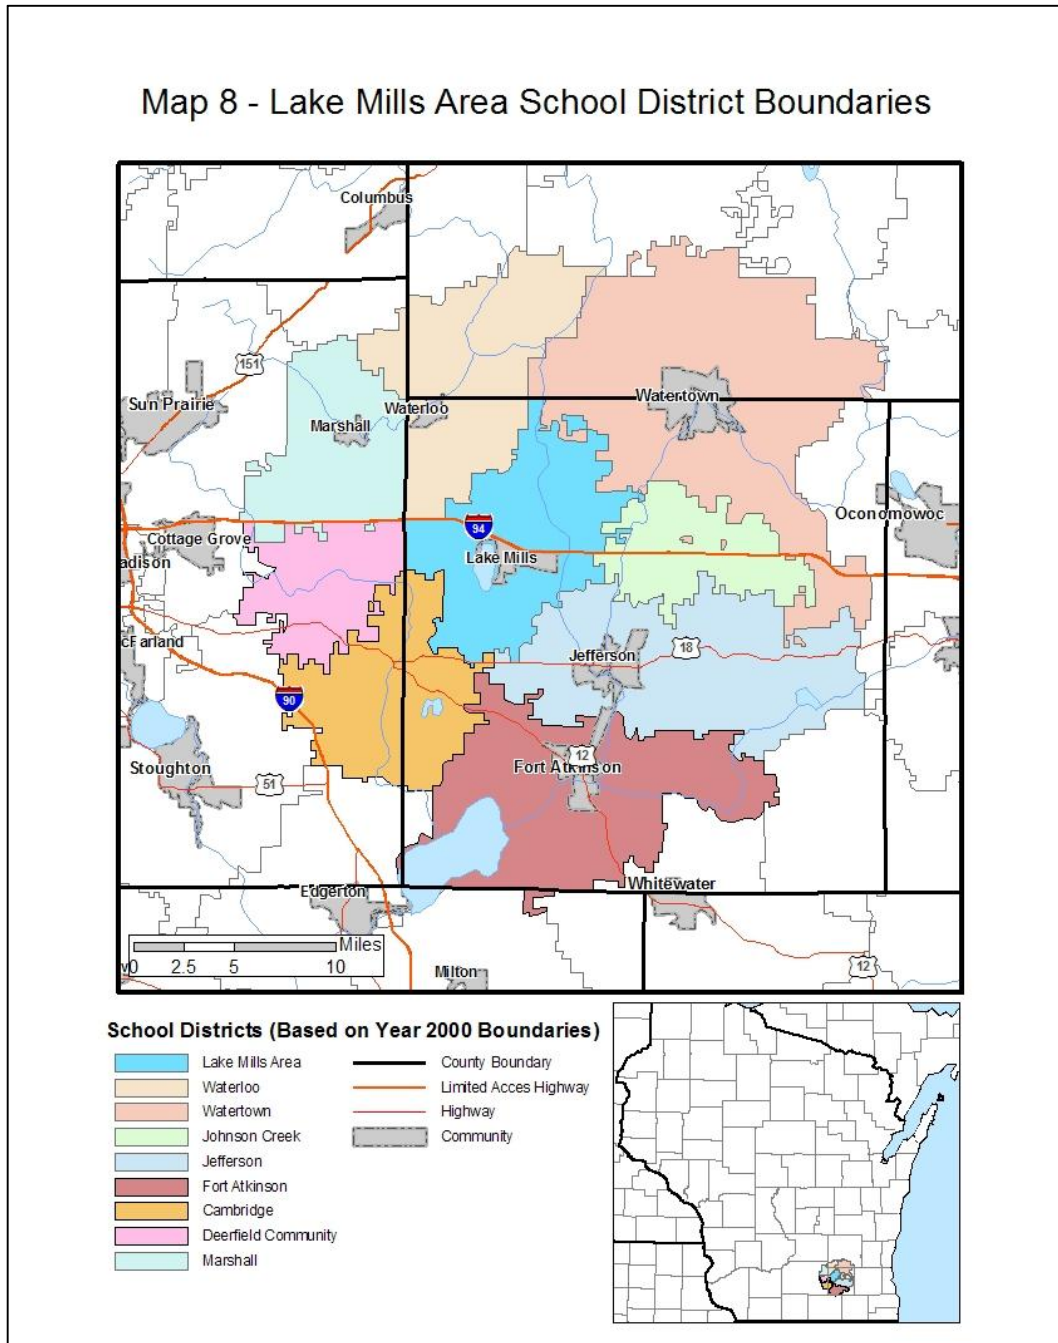 Map 8 - Lake Mills Area School District Boundaries
Columbus
151
Sun Prairie
Marshall
Waterloo
Watertown
Oconomowoc
94
Cottage Grove
Lake Mills
adison
cFarland
Jefferson
18
90
Stoughton
51
12
Fort Atkinson
Whitewater
Edgerton
Miles
0 2.5 5 10
Milton
12
School Districts (Based on Year 2000 Boundaries)
Lake Mills Area
Waterloo
Watertown
Johnson Creek
Jefferson
Fort Atkinson
Cambridge
Deerfield Community
Marshall
County Boundary
Limited Acces Highway
Highway
Community